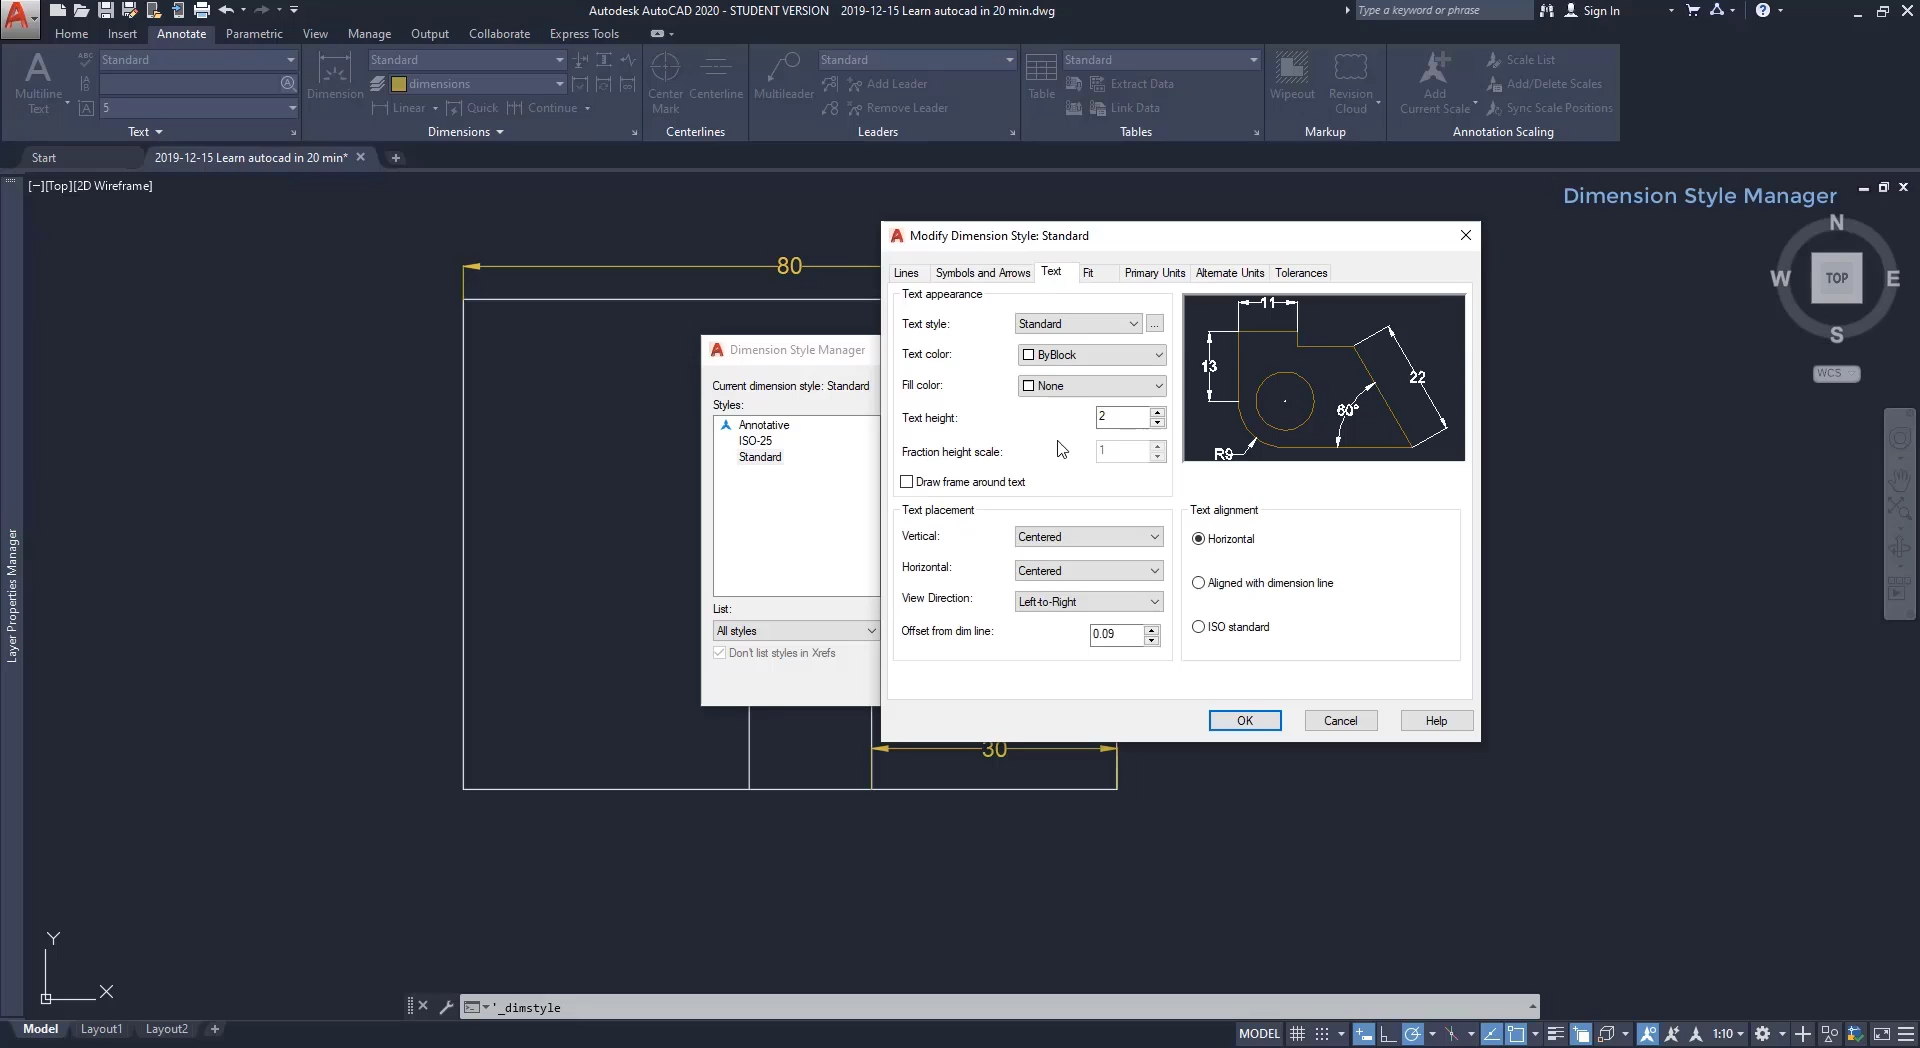 Autodesk AutoCAD 2020 - STUDENT VERSION 2019-12-15 Learn autocad in 20 min.dwg
Type a keyword or phrase
Sign In
Home Insert Annotate Parametric View Manage Output Collaborate Express Tools
Multiline Text
Standard
5
Text
Dimension
Standard
dimensions
Linear Quick Continue
Dimensions
Center Mark
Centerline
Centerlines
Multileader
Standard
Add Leader
Remove Leader
Leaders
Table
Standard
Extract Data
Link Data
Tables
Wipeout
Revision Cloud
Markup
Add Current Scale
Scale List
Add/Delete Scales
Sync Scale Positions
Annotation Scaling
Start
2019-12-15 Learn autocad in 20 min*
[−][Top][2D Wireframe]
Dimension Style Manager
N
W TOP E
S
WCS
Layer Properties Manager
80
30
Dimension Style Manager
Current dimension style: Standard
Styles:
Annotative
ISO-25
Standard
List:
All styles
Don't list styles in Xrefs
Modify Dimension Style: Standard
Lines Symbols and Arrows Text Fit Primary Units Alternate Units Tolerances
Text appearance
Text style: Standard ...
Text color: ByBlock
Fill color: None
Text height: 2
Fraction height scale: 1
Draw frame around text
11
13
22
60°
R9
Text placement
Vertical: Centered
Horizontal: Centered
View Direction: Left-to-Right
Offset from dim line: 0.09
Text alignment
Horizontal
Aligned with dimension line
ISO standard
OK Cancel Help
Y
X
'_dimstyle
Model Layout1 Layout2
MODEL
1:10